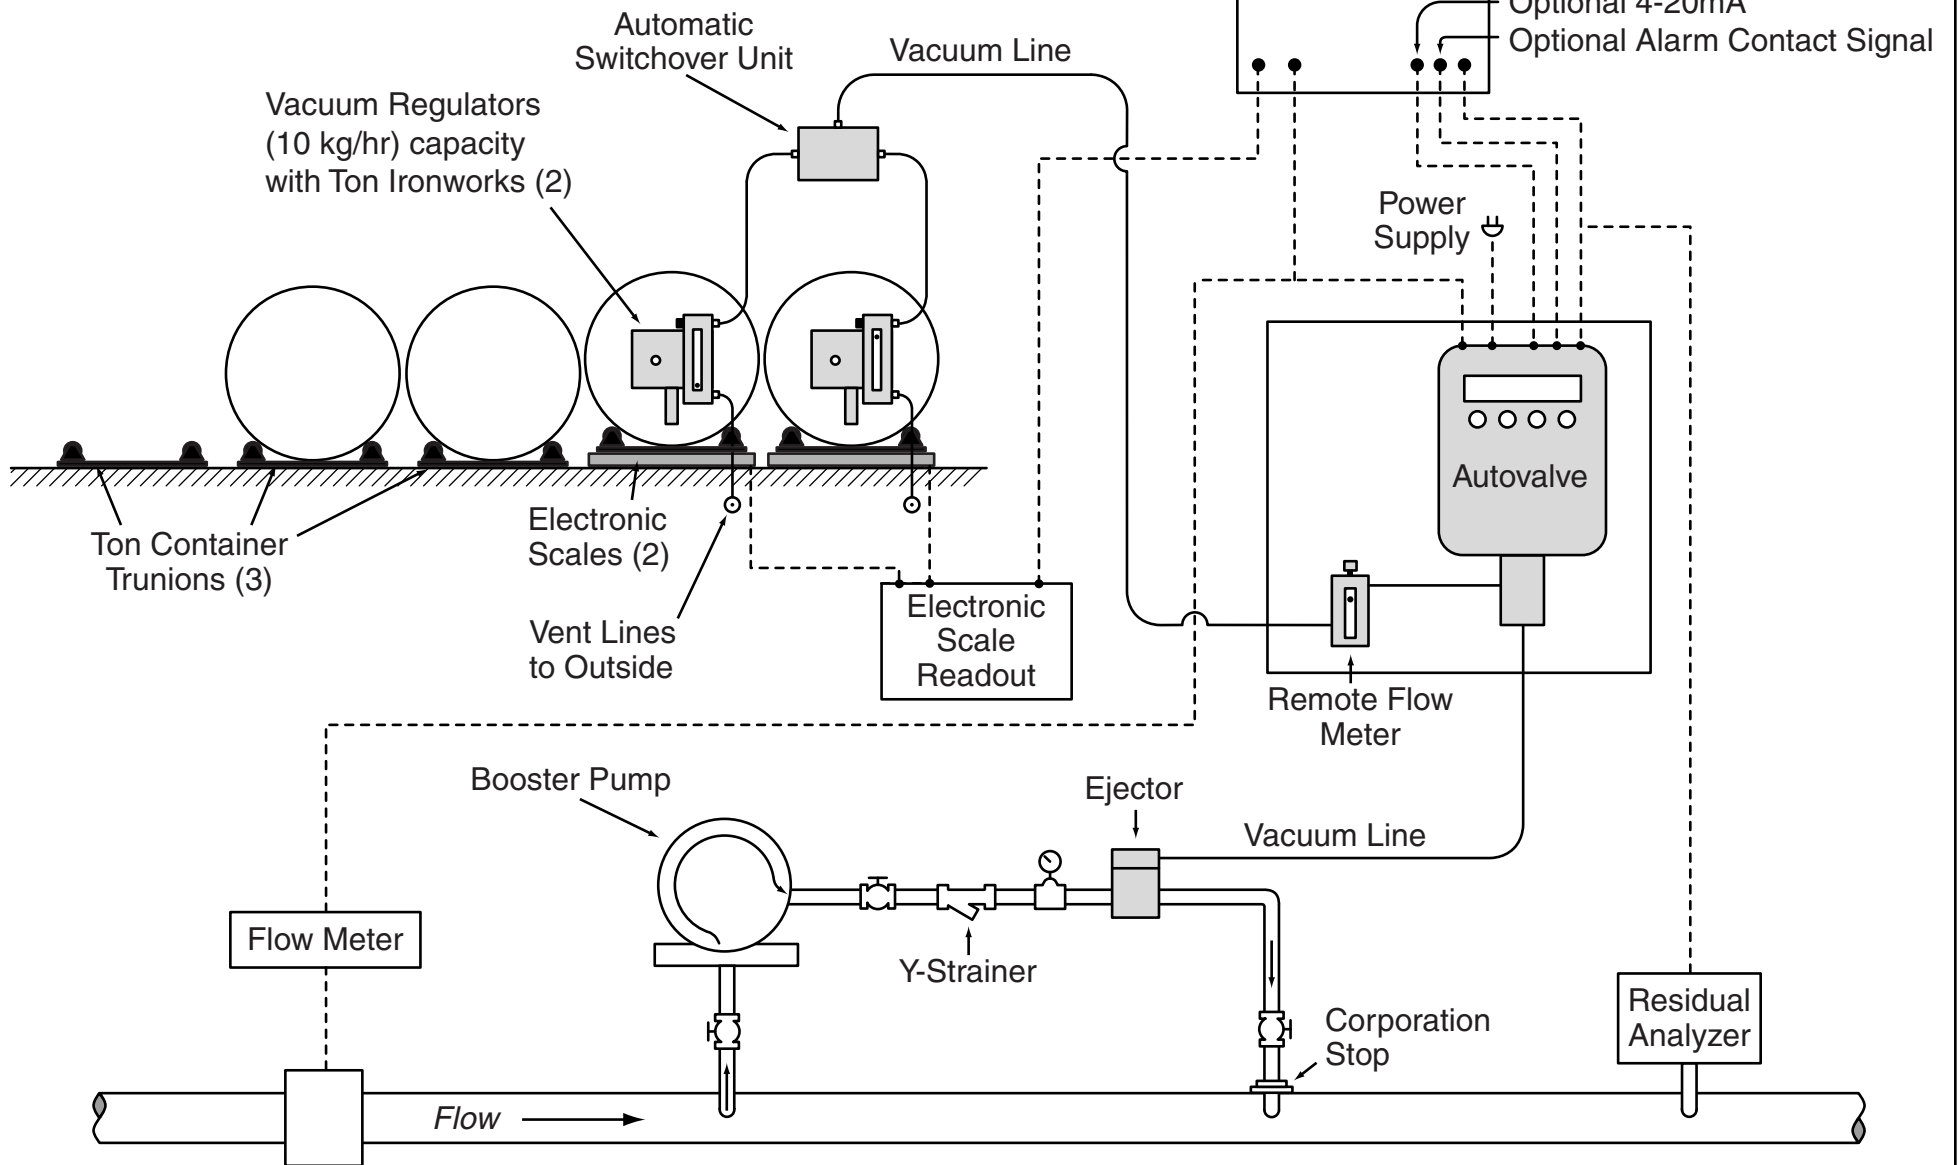 Optional 4-20mA
Optional Alarm Contact Signal
Automatic
Switchover Unit
Vacuum Line
Vacuum Regulators
(10 kg/hr) capacity
with Ton Ironworks (2)
Power
Supply
Autovalve
Ton Container
Trunions (3)
Electronic
Scales (2)
Vent Lines
to Outside
Electronic
Scale
Readout
Remote Flow
Meter
Booster Pump
Ejector
Vacuum Line
Flow Meter
Y-Strainer
Corporation
Stop
Residual
Analyzer
Flow